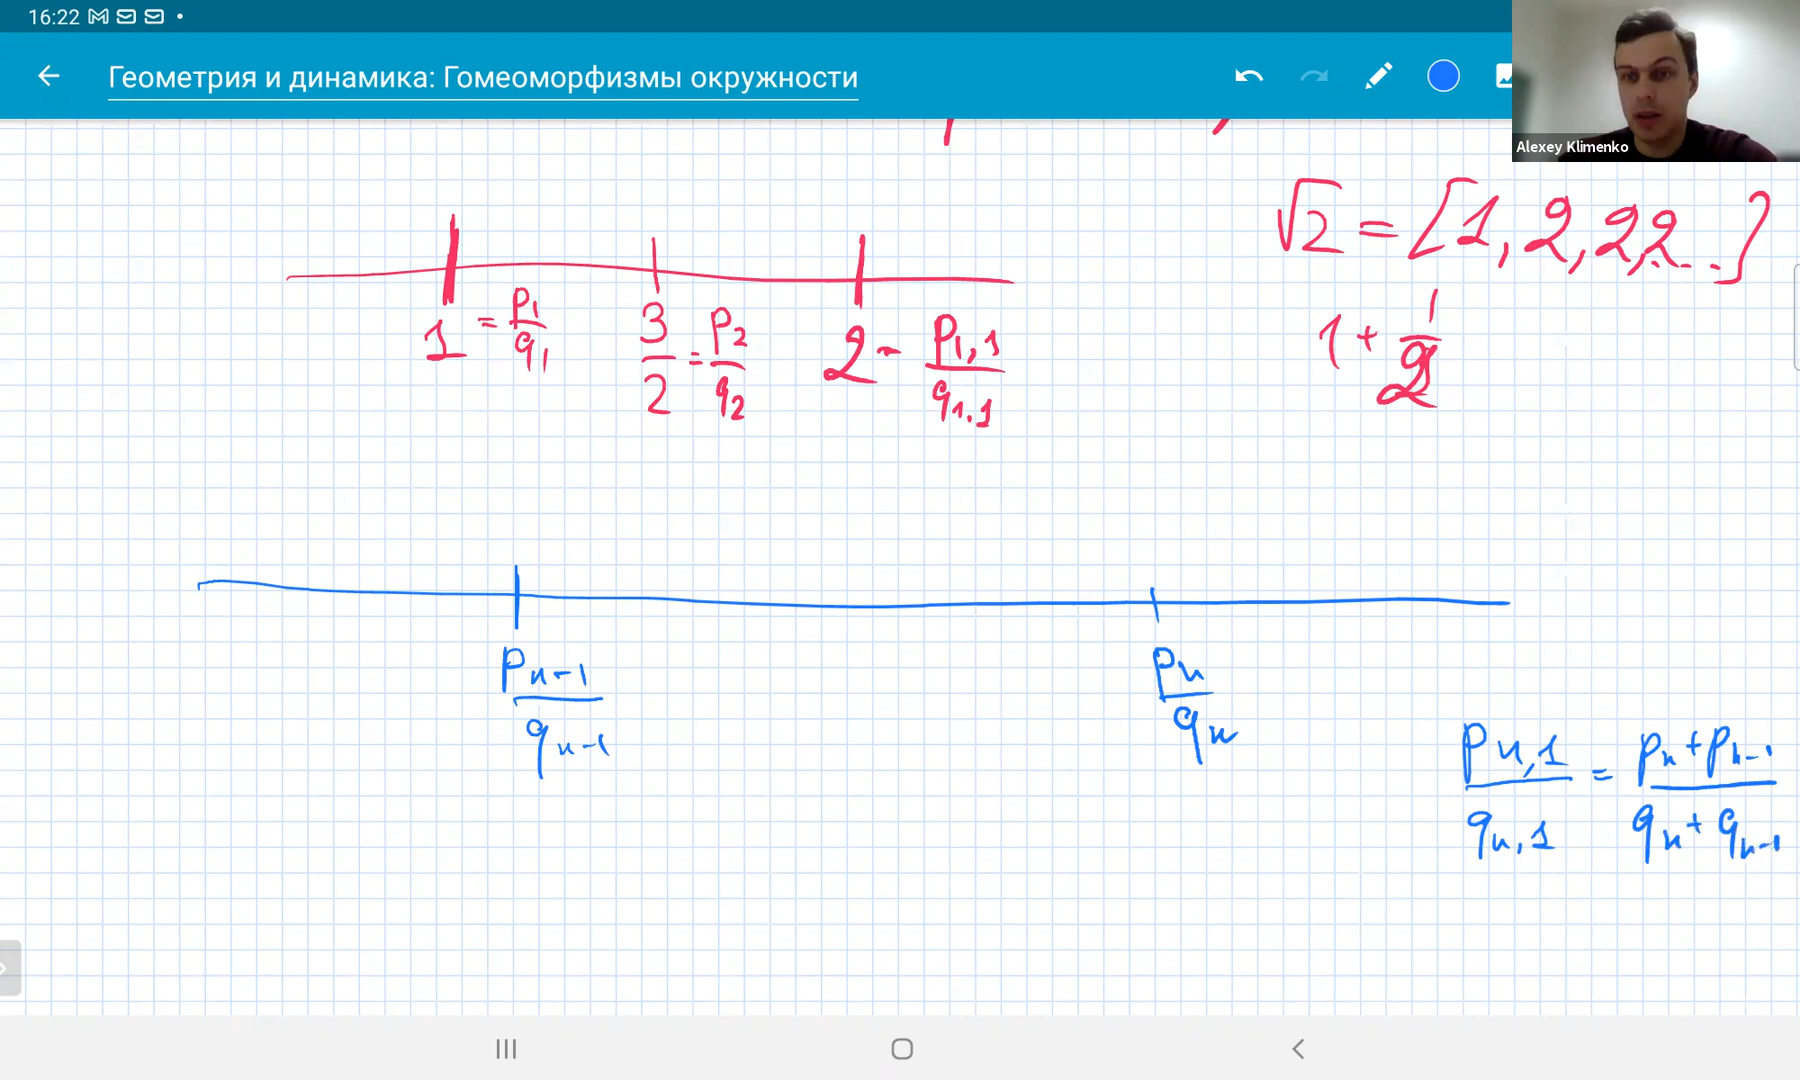 16:22
Геометрия и динамика: Гомеоморфизмы окружности
Alexey Klimenko
√2 = [1, 2, 2, 2, ...]
1 + 1/2
1 = p₁/q₁
3/2 = p₂/q₂
2 = p₁,₁/q₁,₁
pₙ₋₁/qₙ₋₁
pₙ/qₙ
pₙ,₁/qₙ,₁ = (pₙ + pₙ₋₁)/(qₙ + qₙ₋₁)